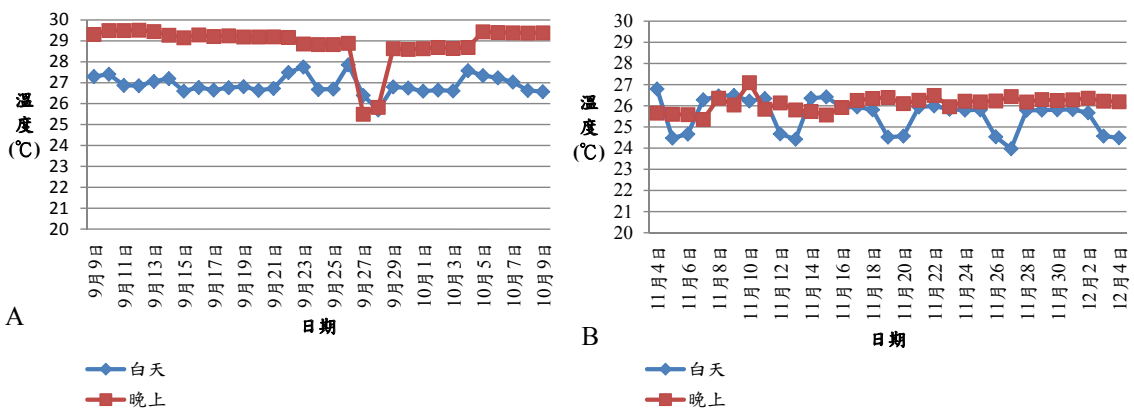 30
29
28
27
26
25
24
23
22
21
20
溫
度
(℃)
9月9日
9月11日
9月13日
9月15日
9月17日
9月19日
9月21日
9月23日
9月25日
9月27日
9月29日
10月1日
10月3日
10月5日
10月7日
10月9日
日期
A
白天
晚上
30
29
28
27
26
25
24
23
22
21
20
溫
度
(℃)
11月4日
11月6日
11月8日
11月10日
11月12日
11月14日
11月16日
11月18日
11月20日
11月22日
11月24日
11月26日
11月28日
11月30日
12月2日
12月4日
日期
B
白天
晚上